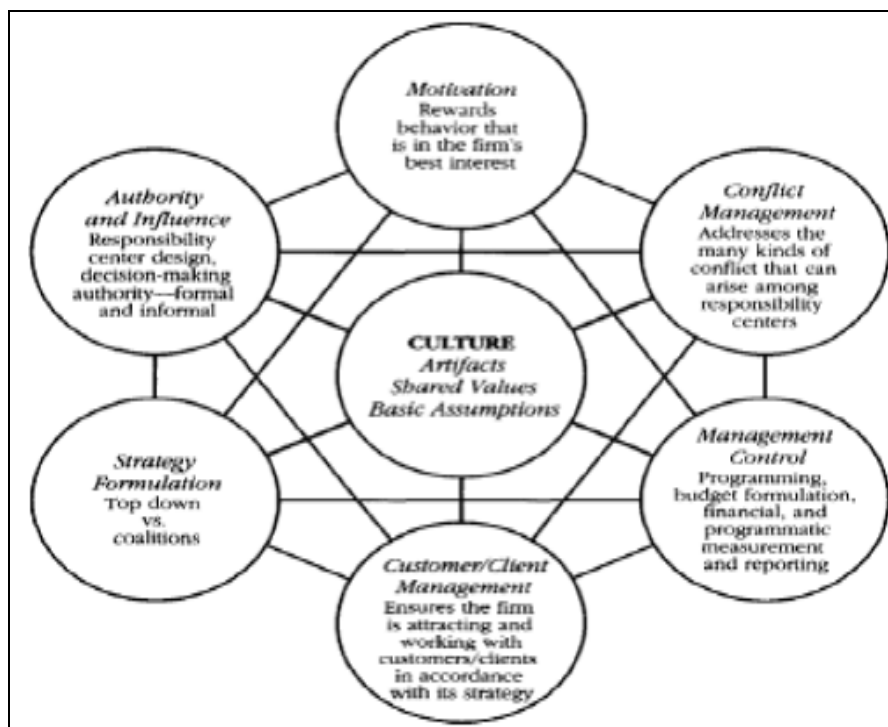 Motivation
Rewards
behavior that
is in the firm's
best interest
Authority
and Influence
Responsibility
center design,
decision-making
authority—formal
and informal
Conflict
Management
Addresses the
many kinds of
conflict that can
arise among
responsibility
centers
CULTURE
Artifacts
Shared Values
Basic Assumptions
Strategy
Formulation
Top down
vs.
coalitions
Management
Control
Programming,
budget formulation,
financial, and
programmatic
measurement
and reporting
Customer/Client
Management
Ensures the firm
is attracting and
working with
customers/clients
in accordance
with its strategy